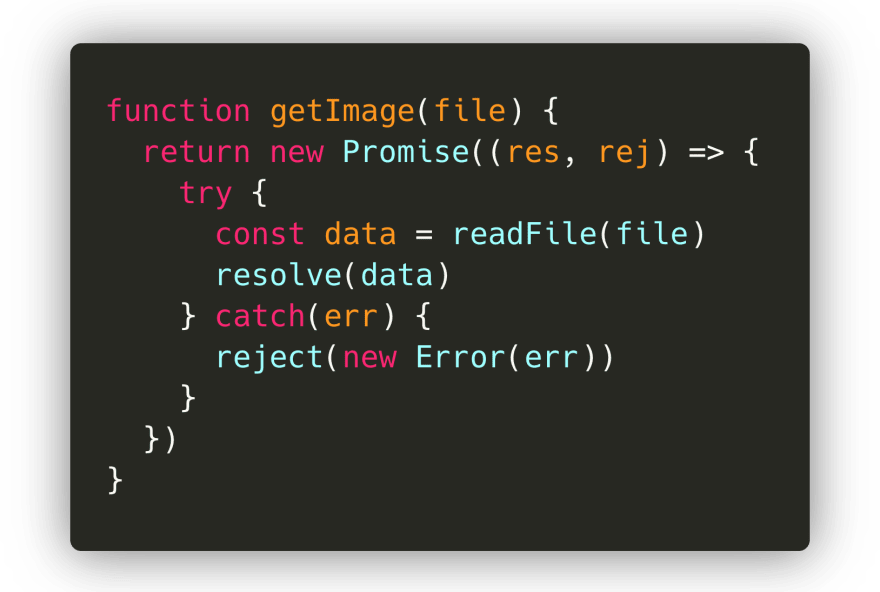 function getImage(file) {
  return new Promise((res, rej) => {
    try {
      const data = readFile(file)
      resolve(data)
    } catch(err) {
      reject(new Error(err))
    }
  })
}